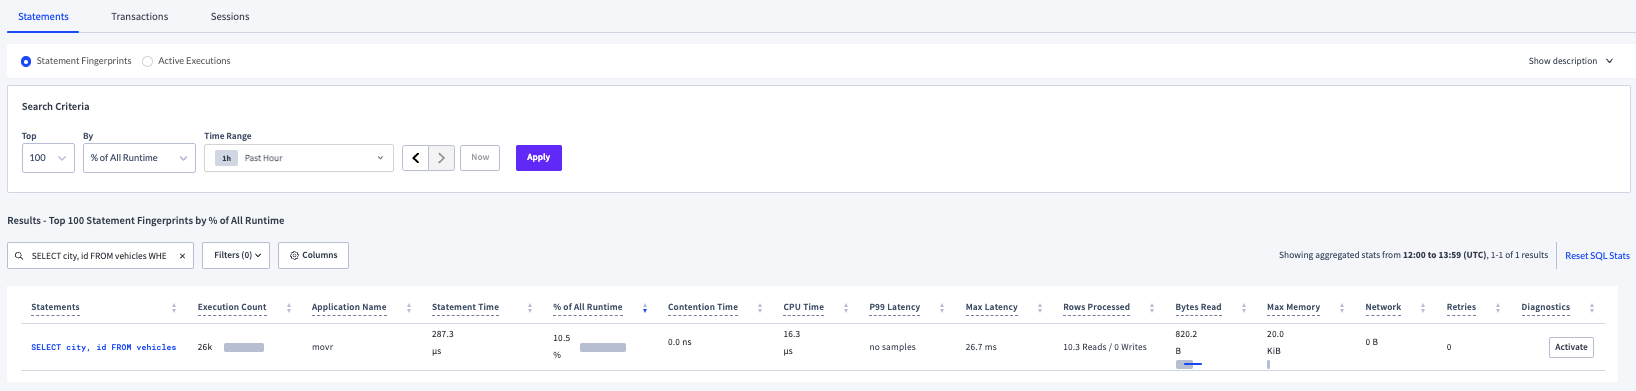 Statements Transactions Sessions
Statement Fingerprints Active Executions Show description
Search Criteria
Top By Time Range
100 % of All Runtime 1h Past Hour Now Apply
Results - Top 100 Statement Fingerprints by % of All Runtime
SELECT city, id FROM vehicles WHE Filters (0) Columns Showing aggregated stats from 12:00 to 13:59 (UTC), 1-1 of 1 results Reset SQL Stats
Statements Execution Count Application Name Statement Time % of All Runtime Contention Time CPU Time P99 Latency Max Latency Rows Processed Bytes Read Max Memory Network Retries Diagnostics
SELECT city, id FROM vehicles 26k movr 287.3 µs 10.5 % 0.0 ns 16.3 µs no samples 26.7 ms 10.3 Reads / 0 Writes 820.2 B 20.0 KiB 0 B 0 Activate